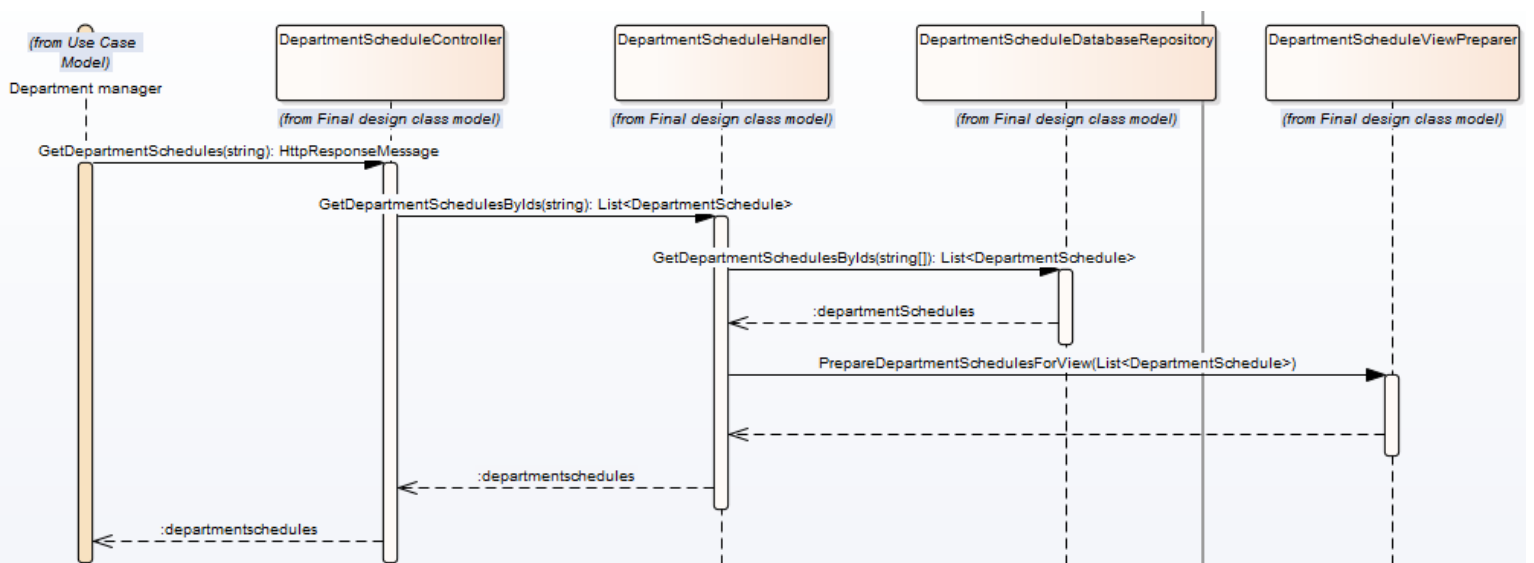 (from Use Case
Model)
Department manager
DepartmentScheduleController
(from Final design class model)
DepartmentScheduleHandler
(from Final design class model)
DepartmentScheduleDatabaseRepository
(from Final design class model)
DepartmentScheduleViewPreparer
(from Final design class model)
GetDepartmentSchedules(string): HttpResponseMessage
GetDepartmentSchedulesByIds(string): List<DepartmentSchedule>
GetDepartmentSchedulesByIds(string[]): List<DepartmentSchedule>
:departmentSchedules
PrepareDepartmentSchedulesForView(List<DepartmentSchedule>)
:departmentschedules
:departmentschedules